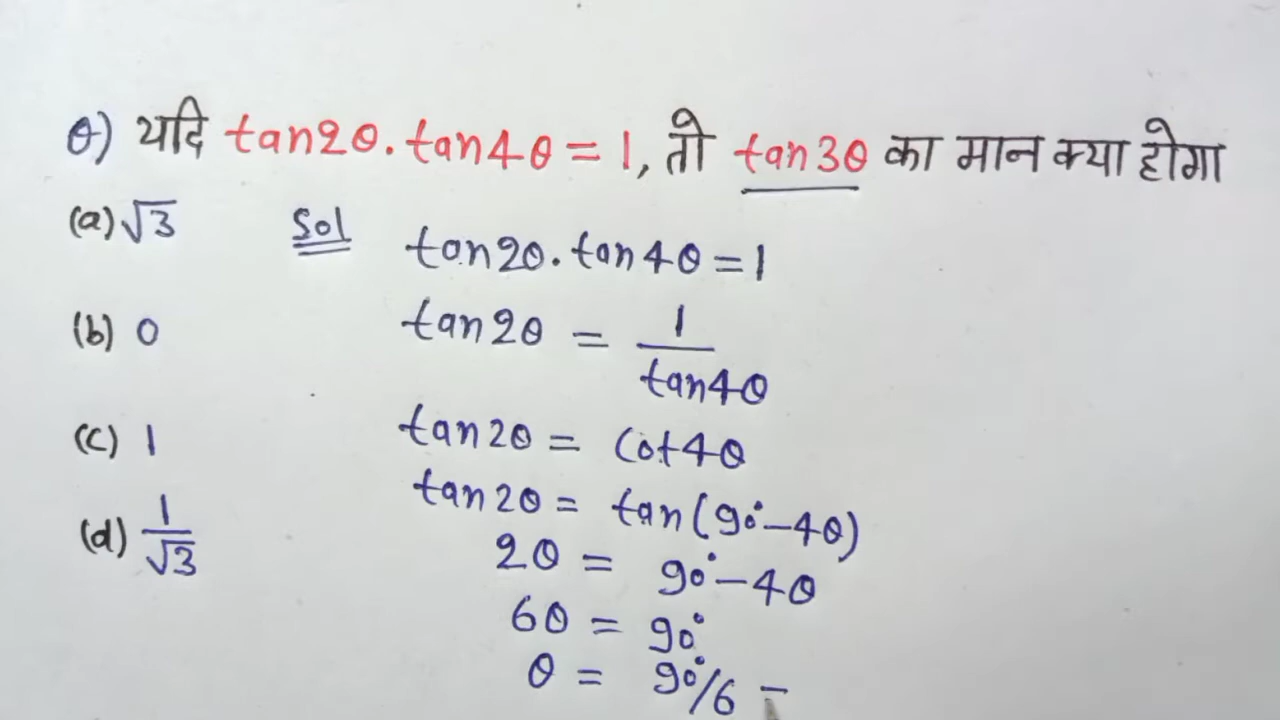 Q) यदि tan2θ.tan4θ = 1, तो tan3θ का मान क्या होगा
(a) √3
(b) 0
(c) 1
(d) 1/√3
Sol
tan2θ.tan4θ = 1
tan2θ = 1/tan4θ
tan2θ = Cot4θ
tan2θ = tan(90°-4θ)
2θ = 90°-4θ
6θ = 90°
θ = 90°/6 =